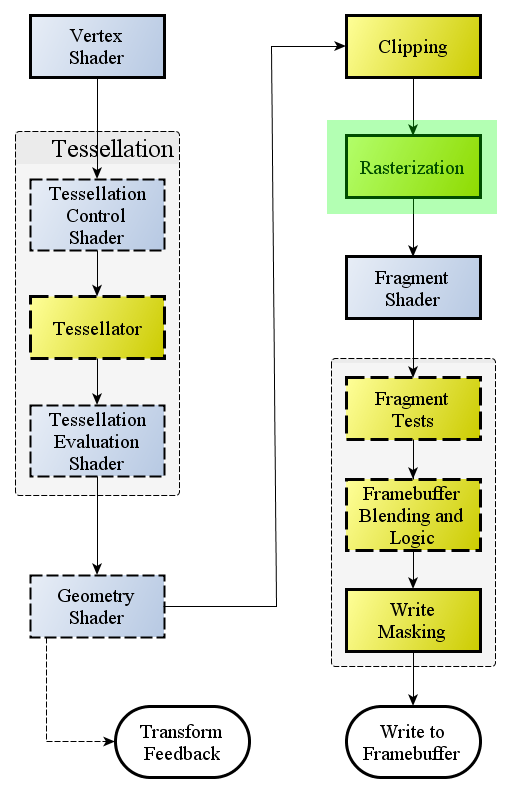 Vertex
Shader
Tessellation
Tessellation
Control
Shader
Tessellator
Tessellation
Evaluation
Shader
Geometry
Shader
Transform
Feedback
Clipping
Rasterization
Fragment
Shader
Fragment
Tests
Framebuffer
Blending and
Logic
Write
Masking
Write to
Framebuffer